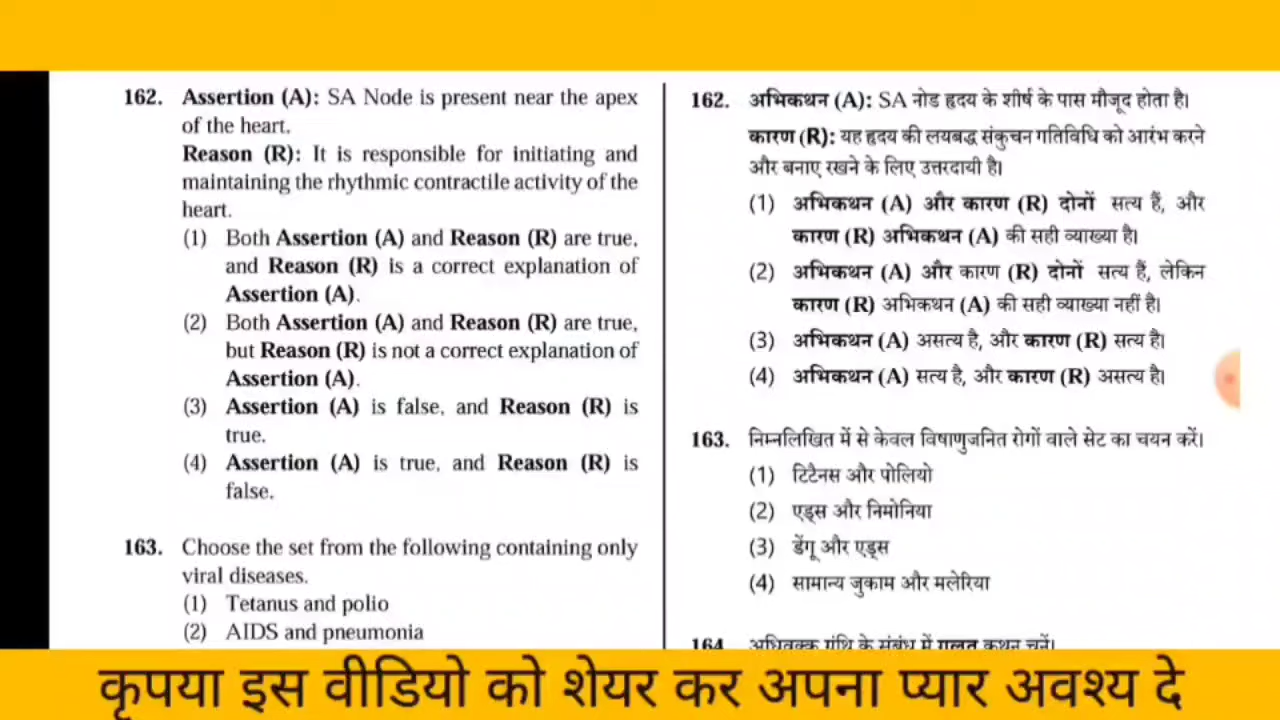 162. Assertion (A): SA Node is present near the apex
of the heart.
Reason (R): It is responsible for initiating and
maintaining the rhythmic contractile activity of the
heart.
(1) Both Assertion (A) and Reason (R) are true,
and Reason (R) is a correct explanation of
Assertion (A).
(2) Both Assertion (A) and Reason (R) are true,
but Reason (R) is not a correct explanation of
Assertion (A).
(3) Assertion (A) is false, and Reason (R) is
true.
(4) Assertion (A) is true, and Reason (R) is
false.
163. Choose the set from the following containing only
viral diseases.
(1) Tetanus and polio
(2) AIDS and pneumonia
162. अभिकथन (A): SA नोड हृदय के शीर्ष के पास मौजूद होता है।
कारण (R): यह हृदय की लयबद्ध संकुचन गतिविधि को आरंभ करने
और बनाए रखने के लिए उत्तरदायी है।
(1) अभिकथन (A) और कारण (R) दोनों सत्य हैं, और
कारण (R) अभिकथन (A) की सही व्याख्या है।
(2) अभिकथन (A) और कारण (R) दोनों सत्य हैं, लेकिन
कारण (R) अभिकथन (A) की सही व्याख्या नहीं है।
(3) अभिकथन (A) असत्य है, और कारण (R) सत्य है।
(4) अभिकथन (A) सत्य है, और कारण (R) असत्य है।
163. निम्नलिखित में से केवल विषाणुजनित रोगों वाले सेट का चयन करें।
(1) टिटैनस और पोलियो
(2) एड्स और निमोनिया
(3) डेंगू और एड्स
(4) सामान्य जुकाम और मलेरिया
164. अधिवृक्क ग्रंथि के संबंध में गलत कथन चुनें।
कृपया इस वीडियो को शेयर कर अपना प्यार अवश्य दे